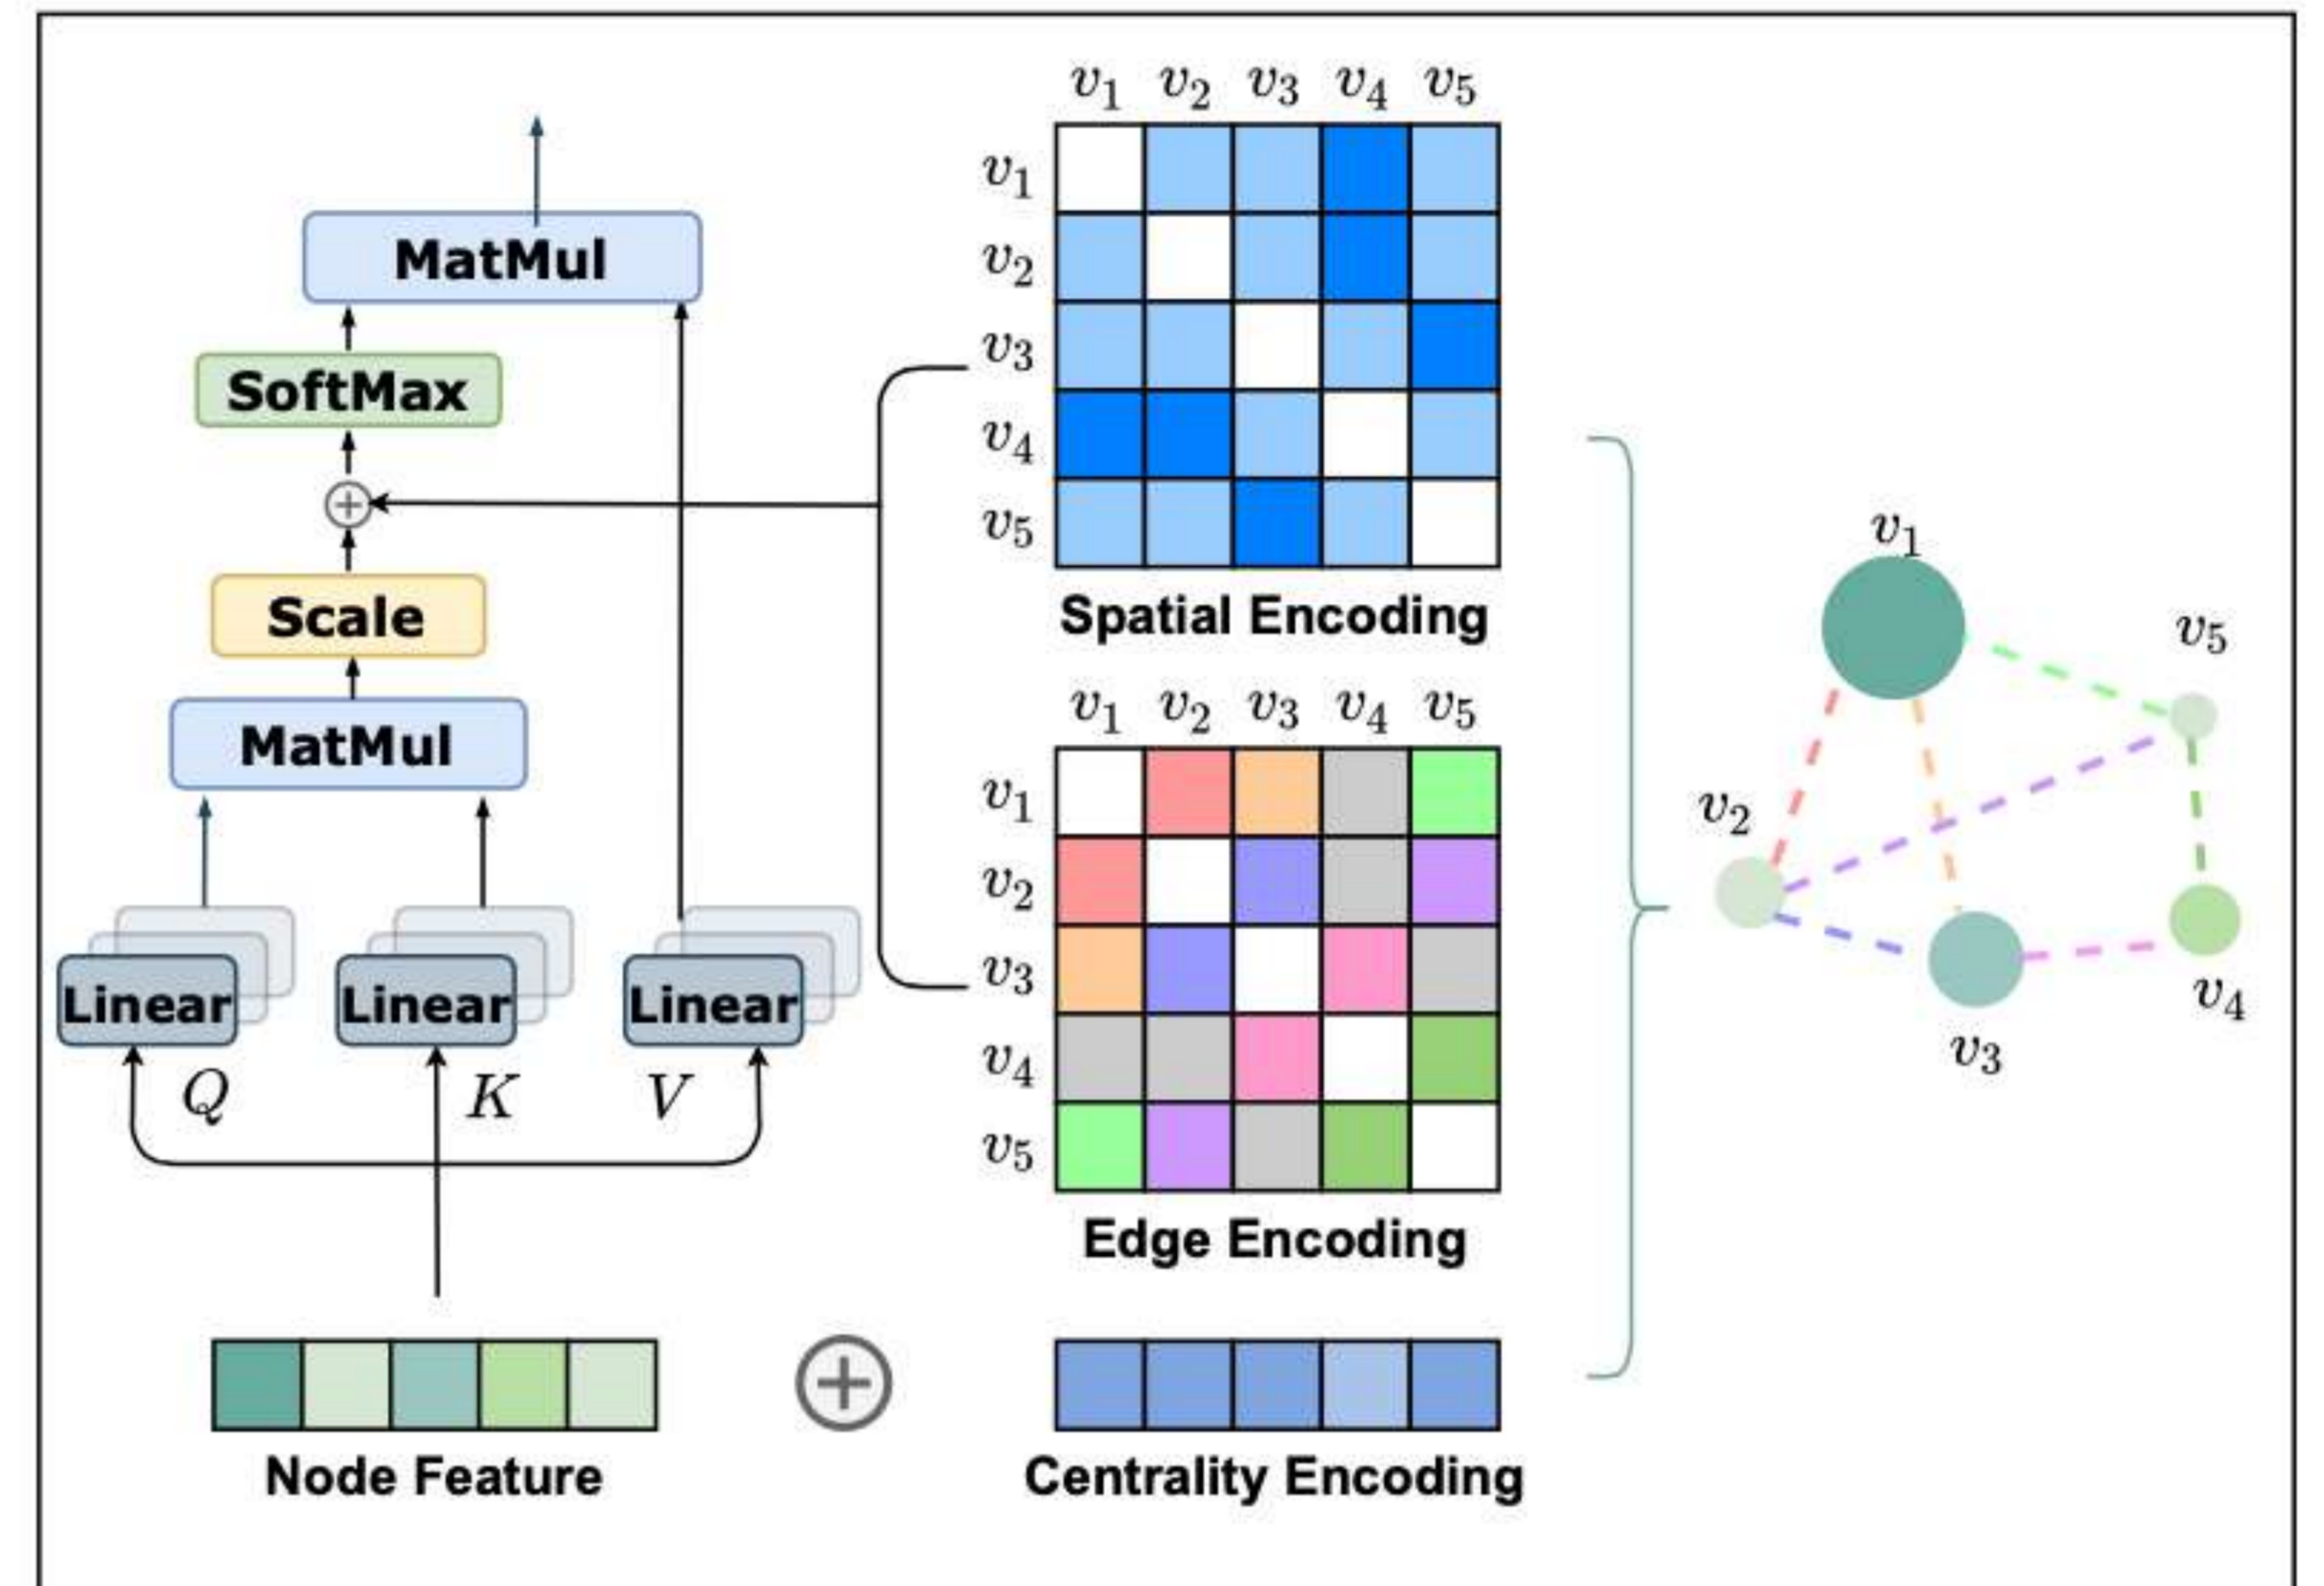 MatMul
SoftMax
+
Scale
MatMul
Linear Linear Linear
Q K V
Node Feature
+
v1 v2 v3 v4 v5
v1
v2
v3
v4
v5
Spatial Encoding
v1 v2 v3 v4 v5
v1
v2
v3
v4
v5
Edge Encoding
Centrality Encoding
v1
v5
v2
v4
v3